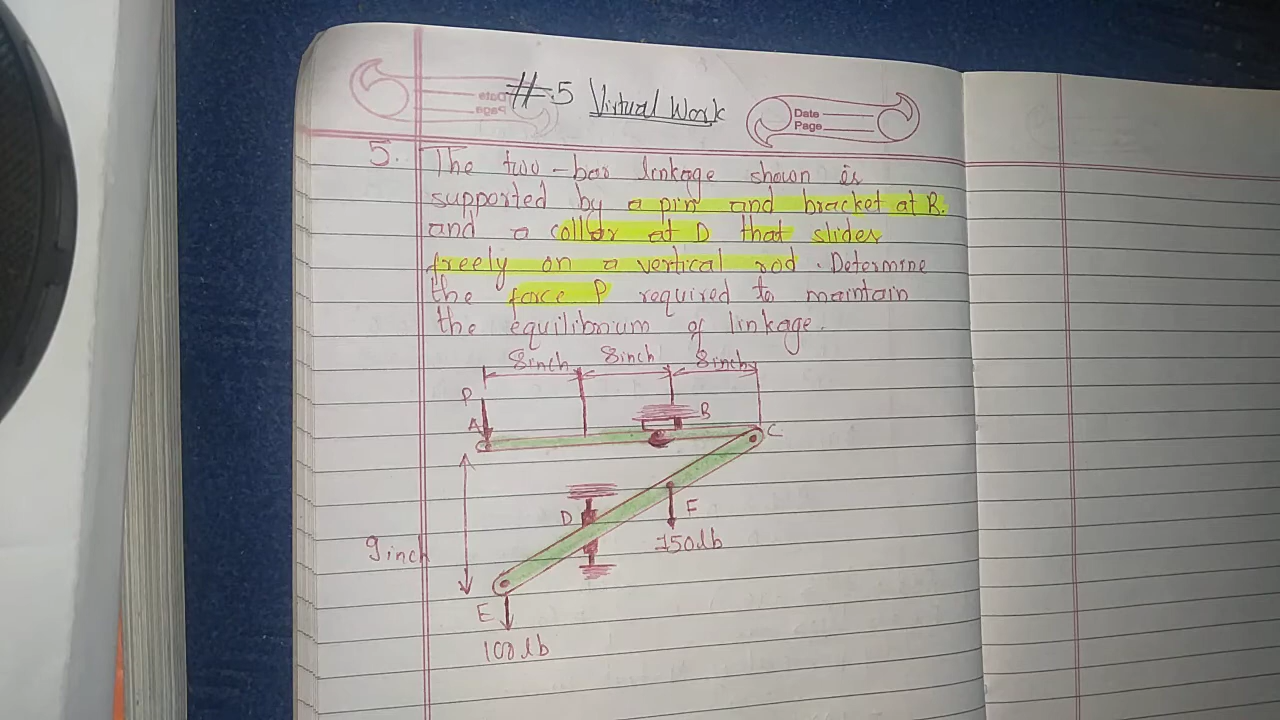 #.5 Virtual Work
Date
Page
5. The two-bar linkage shown is
supported by a pin and bracket at B.
and a collar at D that slides
freely on a vertical rod. Determine
the force P required to maintain
the equilibrium of linkage.
8inch 8inch 8inch
P
A B C
D F
150lb
9inch
E
100lb